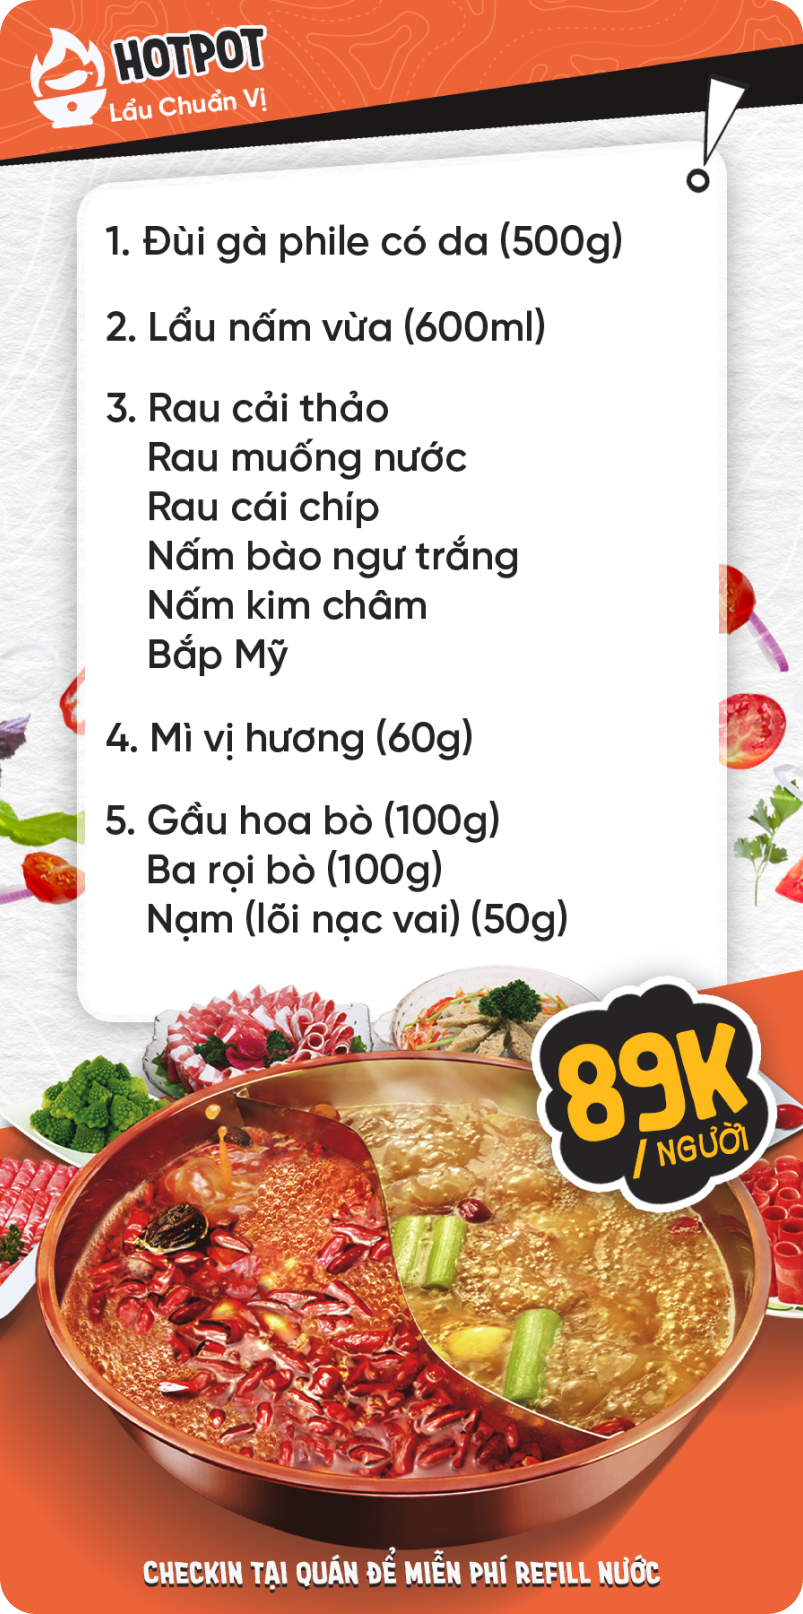 HOTPOT
Lẩu Chuẩn Vị
1. Đùi gà phile có da (500g)
2. Lẩu nấm vừa (600ml)
3. Rau cải thảo
Rau muống nước
Rau cái chíp
Nấm bào ngư trắng
Nấm kim châm
Bắp Mỹ
4. Mì vị hương (60g)
5. Gầu hoa bò (100g)
Ba rọi bò (100g)
Nạm (lõi nạc vai) (50g)
89K
/NGƯỜI
CHECKIN TẠI QUÁN ĐỂ MIỄN PHÍ REFILL NƯỚC